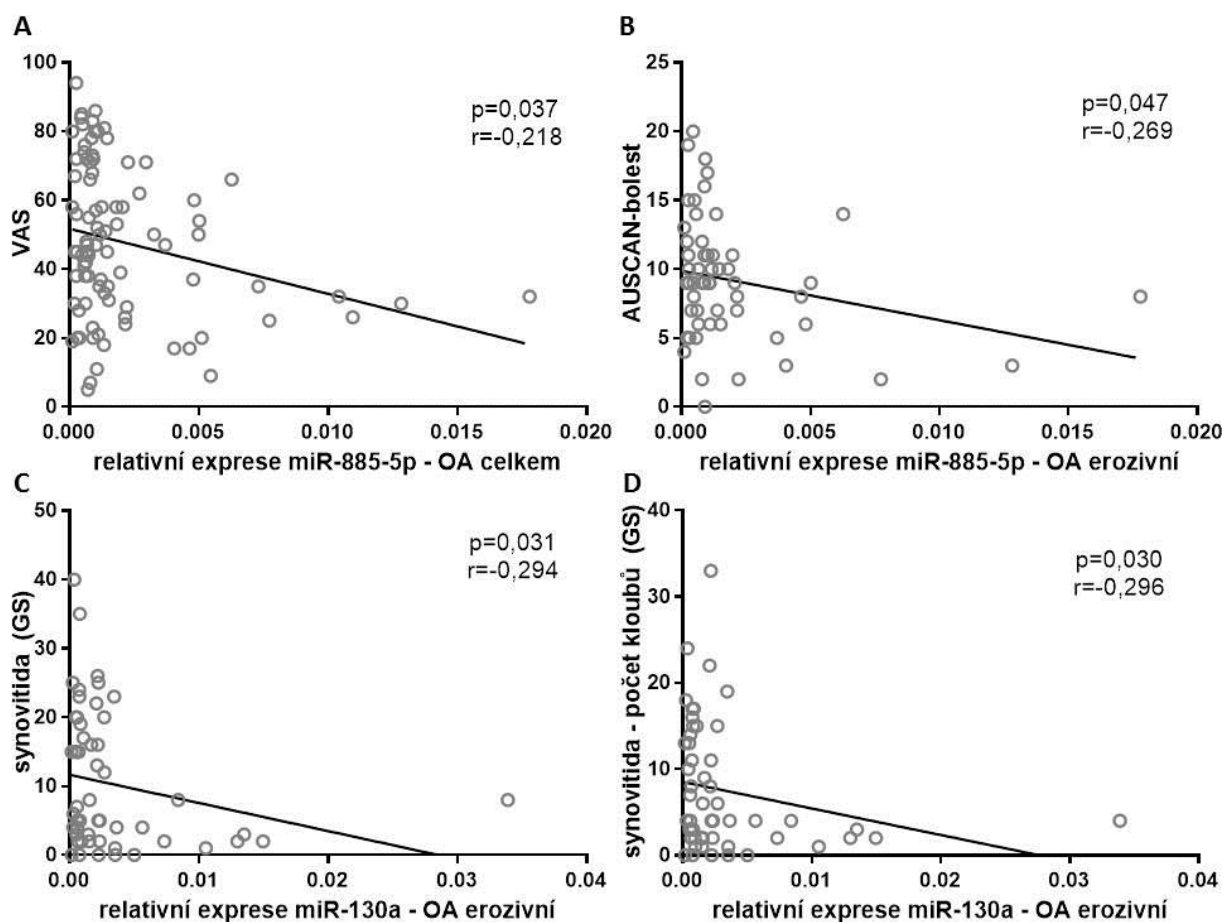 A
100
80
60
40
20
0
VAS
p=0,037
r=-0,218
0.000 0.005 0.010 0.015 0.020
relativní exprese miR-885-5p - OA celkem
B
25
20
15
10
5
0
AUSCAN-bolest
p=0,047
r=-0,269
0.000 0.005 0.010 0.015 0.020
relativní exprese miR-885-5p - OA erozivní
C
50
40
30
20
10
0
synovitida (GS)
p=0,031
r=-0,294
0.00 0.01 0.02 0.03 0.04
relativní exprese miR-130a - OA erozivní
D
40
30
20
10
0
synovitida - počet kloubů (GS)
p=0,030
r=-0,296
0.00 0.01 0.02 0.03 0.04
relativní exprese miR-130a - OA erozivní